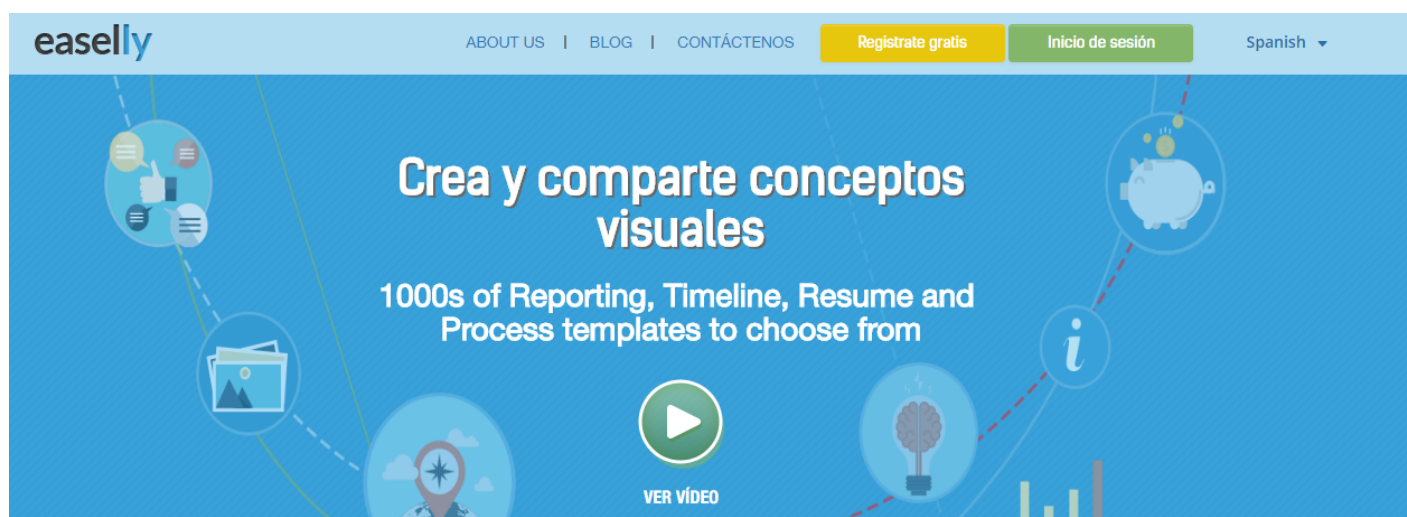 easelly
ABOUT US | BLOG | CONTÁCTENOS Registrate gratis Inicio de sesión Spanish
Crea y comparte conceptos
visuales
1000s of Reporting, Timeline, Resume and
Process templates to choose from
i
VER VÍDEO